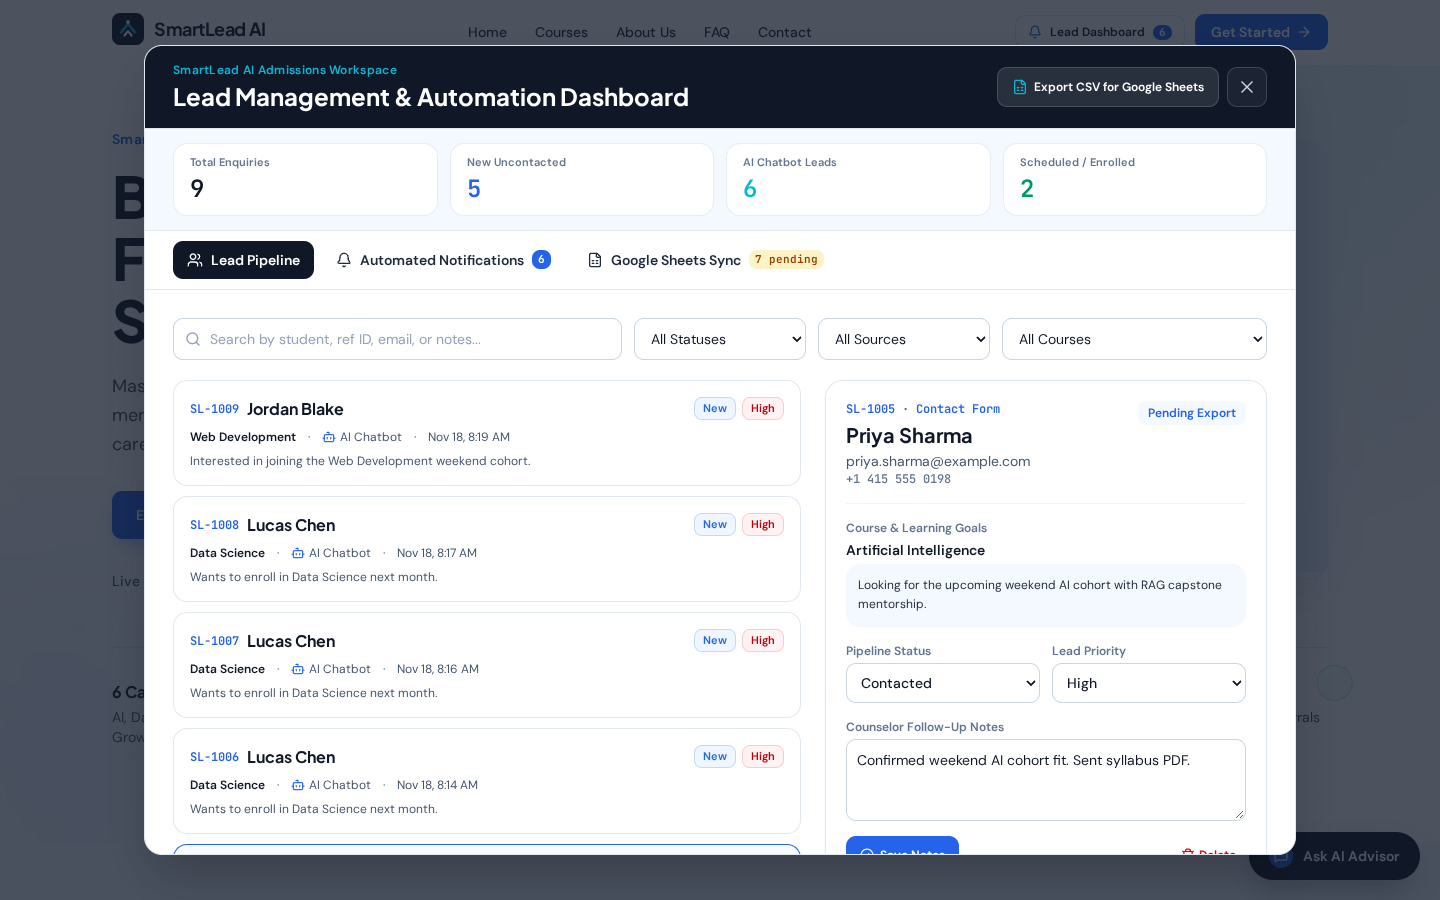 SmartLead AI
Home
Courses
About Us
FAQ
Contact
Lead Dashboard 6
Get Started
SmartLead AI Admissions Workspace
Lead Management & Automation Dashboard
Export CSV for Google Sheets
Total Enquiries
9
New Uncontacted
5
AI Chatbot Leads
6
Scheduled / Enrolled
2
Lead Pipeline
Automated Notifications 6
Google Sheets Sync 7 pending
Search by student, ref ID, email, or notes...
All Statuses
All Sources
All Courses
SL-1009 Jordan Blake
New High
Web Development · AI Chatbot · Nov 18, 8:19 AM
Interested in joining the Web Development weekend cohort.
SL-1008 Lucas Chen
New High
Data Science · AI Chatbot · Nov 18, 8:17 AM
Wants to enroll in Data Science next month.
SL-1007 Lucas Chen
New High
Data Science · AI Chatbot · Nov 18, 8:16 AM
Wants to enroll in Data Science next month.
SL-1006 Lucas Chen
New High
Data Science · AI Chatbot · Nov 18, 8:14 AM
Wants to enroll in Data Science next month.
SL-1005 · Contact Form
Pending Export
Priya Sharma
priya.sharma@example.com
+1 415 555 0198
Course & Learning Goals
Artificial Intelligence
Looking for the upcoming weekend AI cohort with RAG capstone
mentorship.
Pipeline Status
Lead Priority
Contacted
High
Counselor Follow-Up Notes
Confirmed weekend AI cohort fit. Sent syllabus PDF.
Save Notes
Delete
Live
6
AI,
Ask AI Advisor